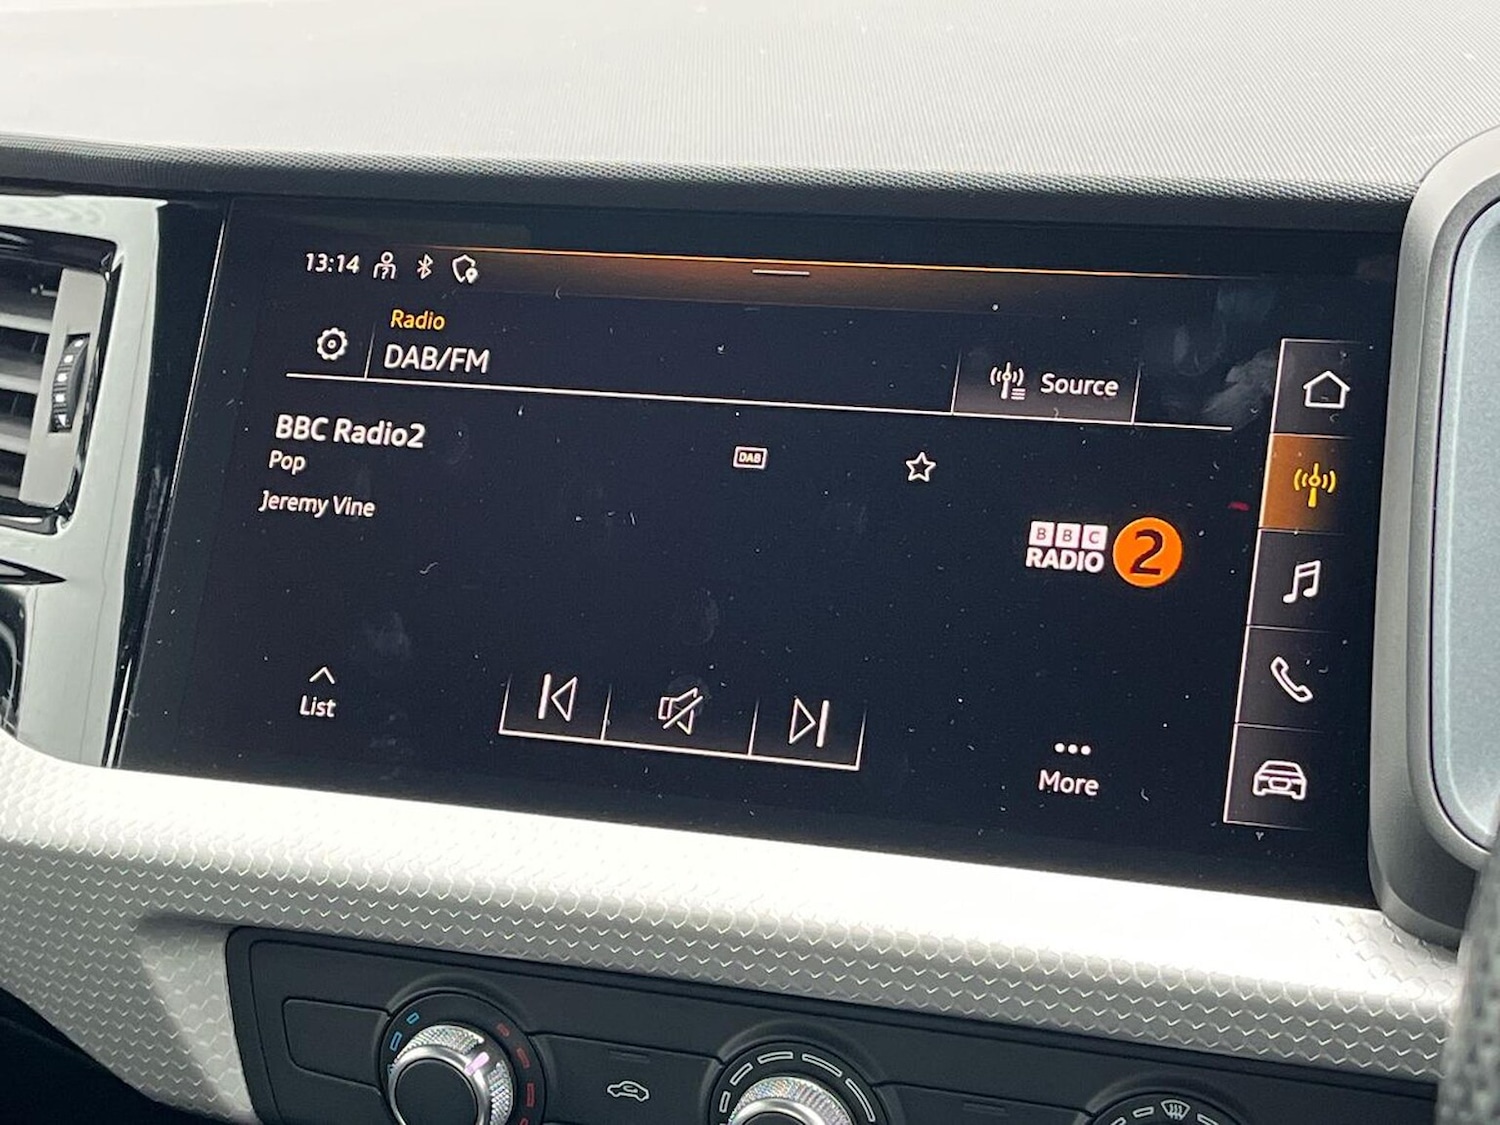 13:14
Radio
DAB/FM
Source
BBC Radio2
DAB
Pop
Jeremy Vine
BBC
RADIO 2
List
More